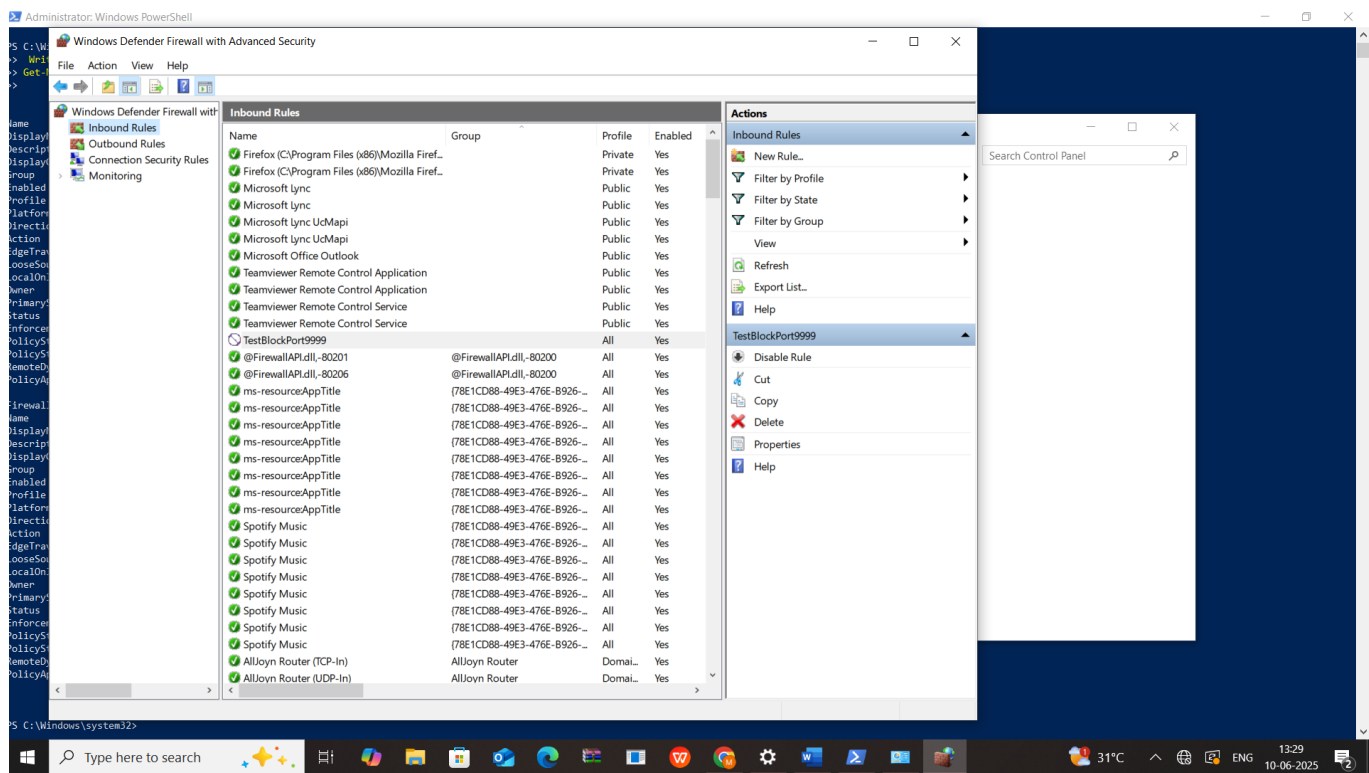 Administrator: Windows PowerShell
Windows Defender Firewall with Advanced Security
File Action View Help
Windows Defender Firewall with
Inbound Rules
Outbound Rules
Connection Security Rules
Monitoring
Inbound Rules
Name Group Profile Enabled
Firefox (C:\Program Files (x86)\Mozilla Firef... Private Yes
Firefox (C:\Program Files (x86)\Mozilla Firef... Private Yes
Microsoft Lync Public Yes
Microsoft Lync Public Yes
Microsoft Lync UcMapi Public Yes
Microsoft Lync UcMapi Public Yes
Microsoft Office Outlook Public Yes
Teamviewer Remote Control Application Public Yes
Teamviewer Remote Control Application Public Yes
Teamviewer Remote Control Service Public Yes
Teamviewer Remote Control Service Public Yes
TestBlockPort9999 All Yes
@FirewallAPI.dll,-80201 @FirewallAPI.dll,-80200 All Yes
@FirewallAPI.dll,-80206 @FirewallAPI.dll,-80200 All Yes
ms-resource:AppTitle {78E1CD88-49E3-476E-B926-... All Yes
ms-resource:AppTitle {78E1CD88-49E3-476E-B926-... All Yes
ms-resource:AppTitle {78E1CD88-49E3-476E-B926-... All Yes
ms-resource:AppTitle {78E1CD88-49E3-476E-B926-... All Yes
ms-resource:AppTitle {78E1CD88-49E3-476E-B926-... All Yes
ms-resource:AppTitle {78E1CD88-49E3-476E-B926-... All Yes
ms-resource:AppTitle {78E1CD88-49E3-476E-B926-... All Yes
ms-resource:AppTitle {78E1CD88-49E3-476E-B926-... All Yes
Spotify Music {78E1CD88-49E3-476E-B926-... All Yes
Spotify Music {78E1CD88-49E3-476E-B926-... All Yes
Spotify Music {78E1CD88-49E3-476E-B926-... All Yes
Spotify Music {78E1CD88-49E3-476E-B926-... All Yes
Spotify Music {78E1CD88-49E3-476E-B926-... All Yes
Spotify Music {78E1CD88-49E3-476E-B926-... All Yes
Spotify Music {78E1CD88-49E3-476E-B926-... All Yes
Spotify Music {78E1CD88-49E3-476E-B926-... All Yes
AllJoyn Router (TCP-In) AllJoyn Router Domai... Yes
AllJoyn Router (UDP-In) AllJoyn Router Domai... Yes
Actions
Inbound Rules
New Rule...
Filter by Profile
Filter by State
Filter by Group
View
Refresh
Export List...
Help
TestBlockPort9999
Disable Rule
Cut
Copy
Delete
Properties
Help
Search Control Panel
PS C:\Windows\system32>
Type here to search
31°C
ENG
13:29
10-06-2025
2